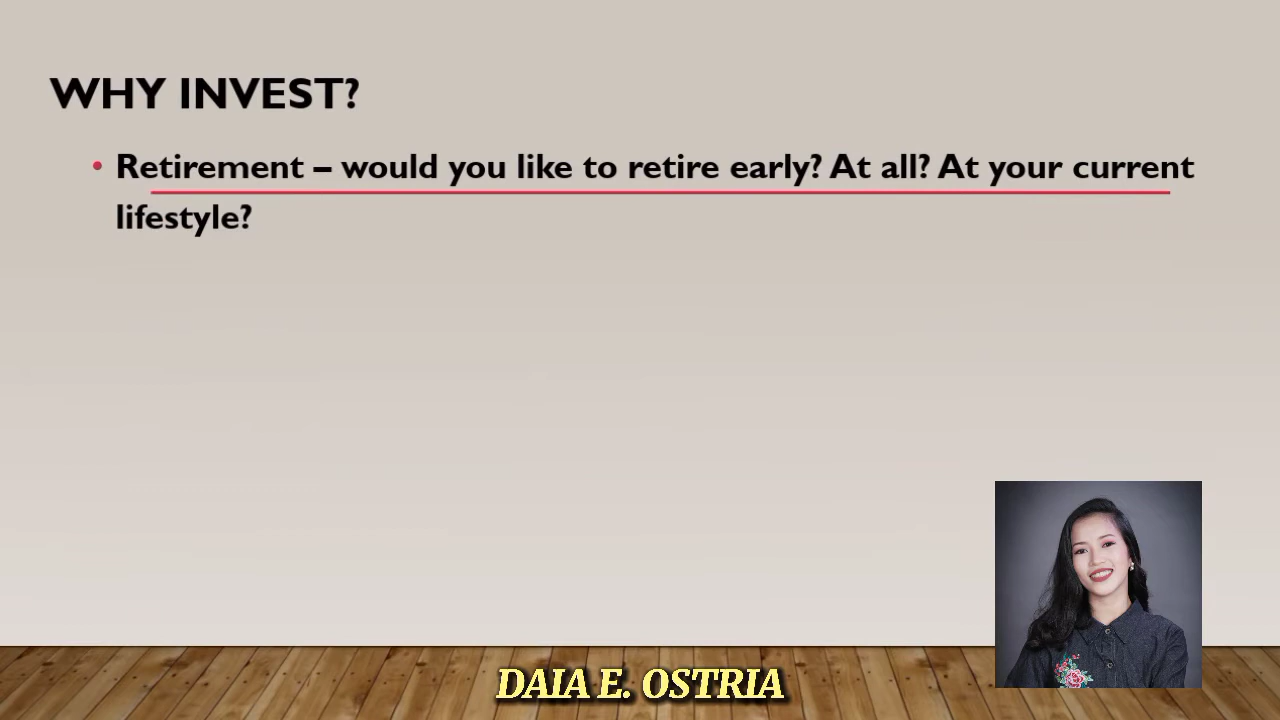 WHY INVEST?
• Retirement – would you like to retire early? At all? At your current
lifestyle?
DAIA E. OSTRIA